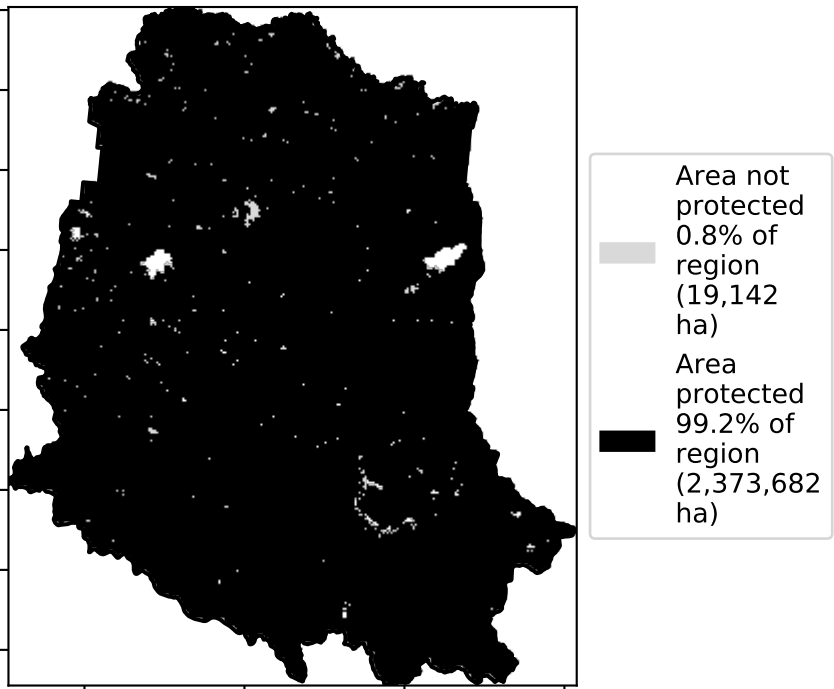 Area not
protected
0.8% of
region
(19,142
ha)
Area
protected
99.2% of
region
(2,373,682
ha)